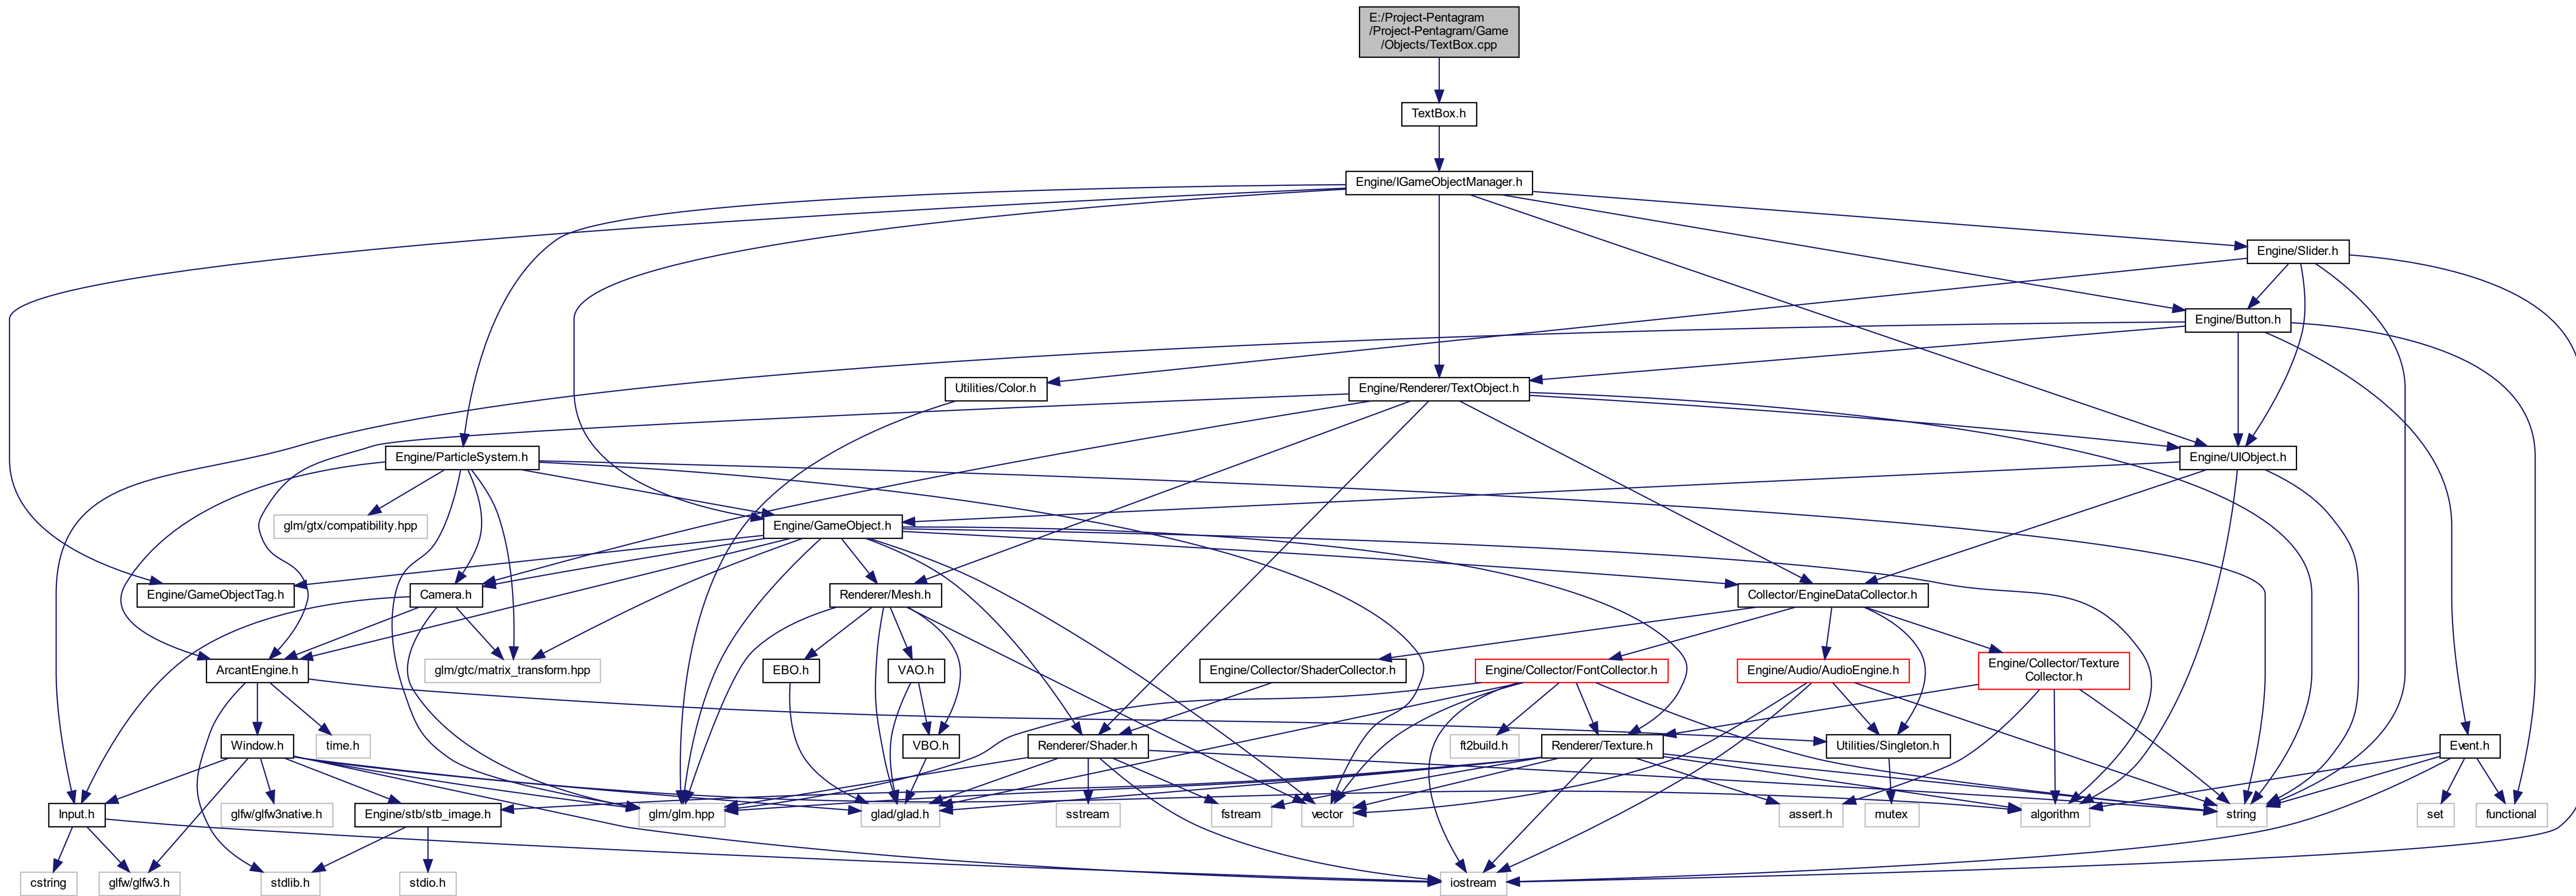 E:/Project-Pentagram
/Project-Pentagram/Game
/Objects/TextBox.cpp
TextBox.h
Engine/IGameObjectManager.h
Engine/Slider.h
Engine/Button.h
Utilities/Color.h
Engine/Renderer/TextObject.h
Engine/ParticleSystem.h
Engine/UIObject.h
glm/gtx/compatibility.hpp
Engine/GameObject.h
Engine/GameObjectTag.h
Camera.h
Renderer/Mesh.h
Collector/EngineDataCollector.h
ArcantEngine.h
glm/gtc/matrix_transform.hpp
EBO.h
VAO.h
Engine/Collector/ShaderCollector.h
Engine/Collector/FontCollector.h
Engine/Audio/AudioEngine.h
Engine/Collector/Texture
Collector.h
Window.h
time.h
VBO.h
Renderer/Shader.h
ft2build.h
Renderer/Texture.h
Utilities/Singleton.h
Event.h
Input.h
glfw/glfw3native.h
Engine/stb/stb_image.h
glm/glm.hpp
glad/glad.h
sstream
fstream
vector
assert.h
mutex
algorithm
string
set
functional
cstring
glfw/glfw3.h
stdlib.h
stdio.h
iostream